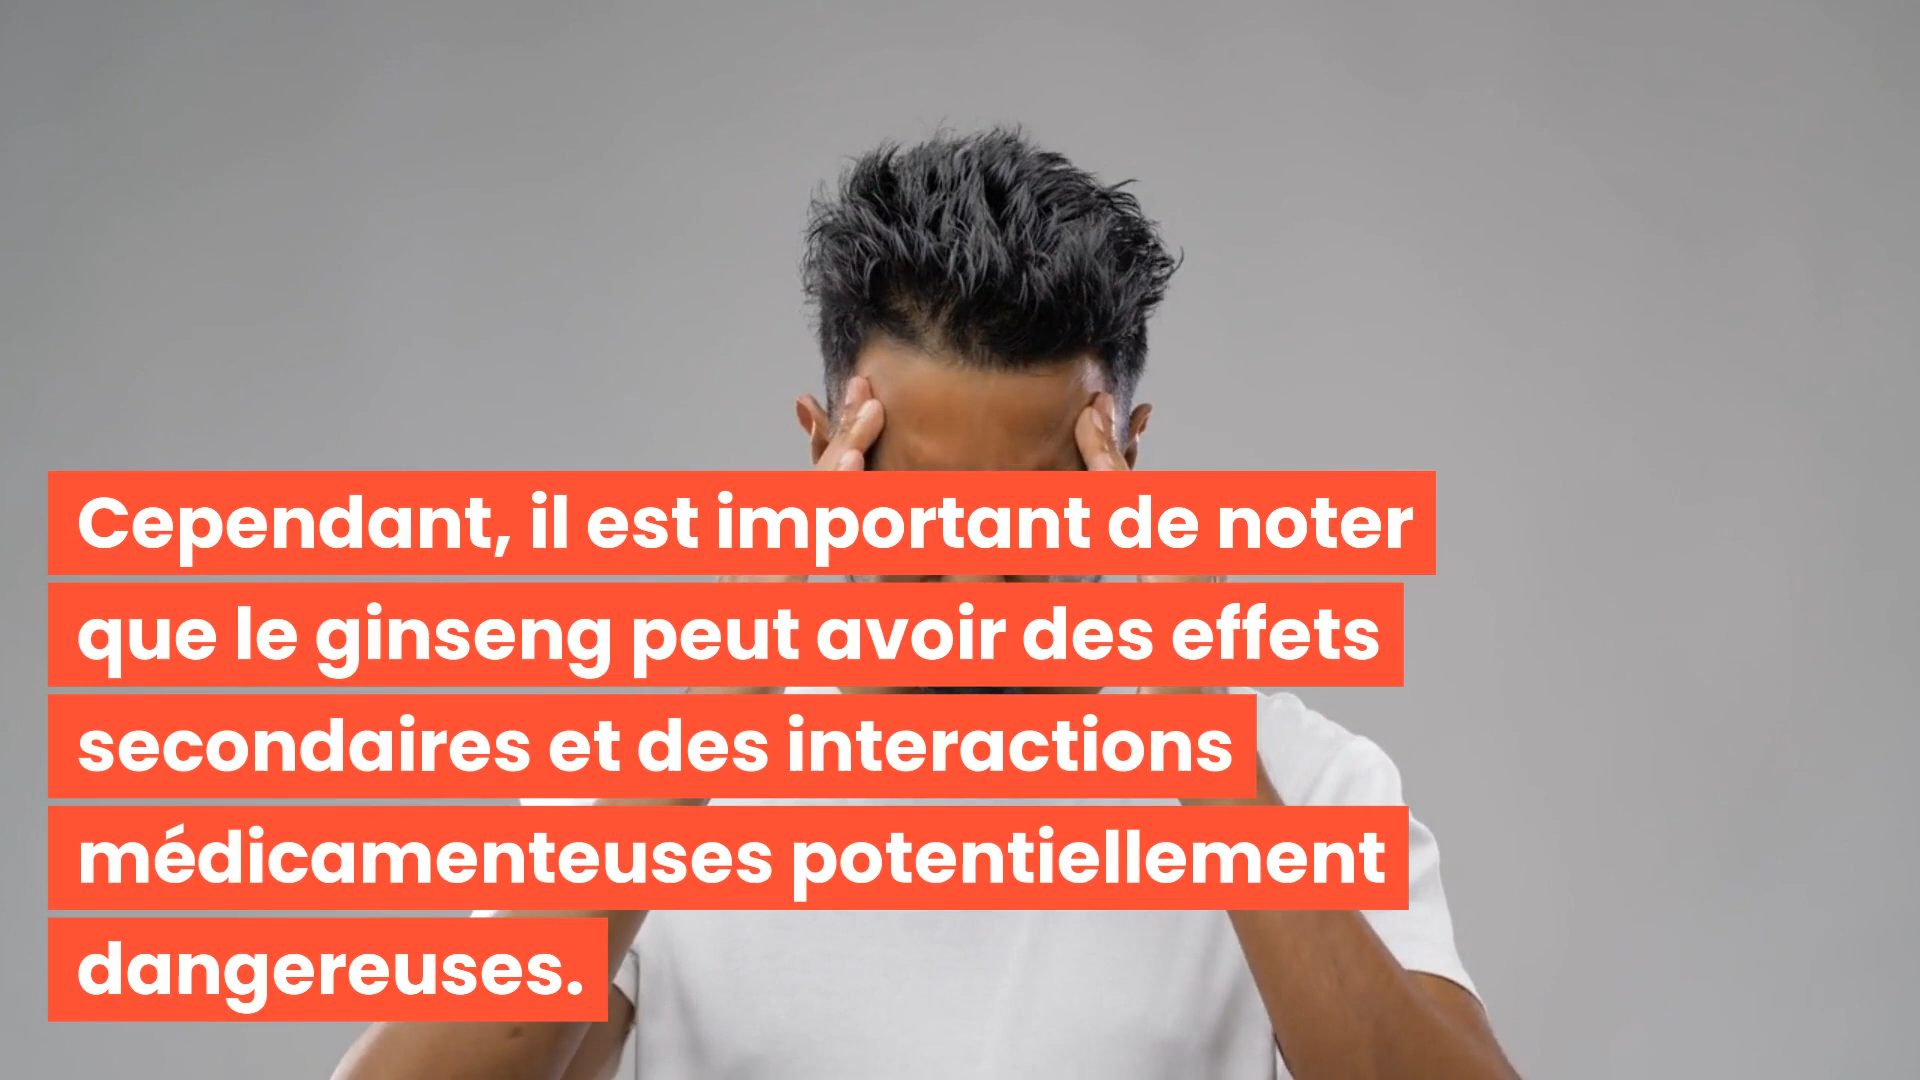 Cependant, il est important de noter
que le ginseng peut avoir des effets
secondaires et des interactions
médicamenteuses potentiellement
dangereuses.